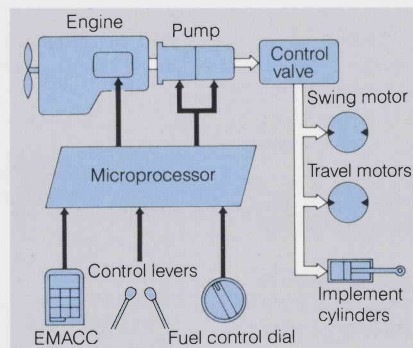 Engine
Pump
Control
valve
Swing motor
Travel motors
Microprocessor
Control levers
EMACC
Fuel control dial
Implement
cylinders